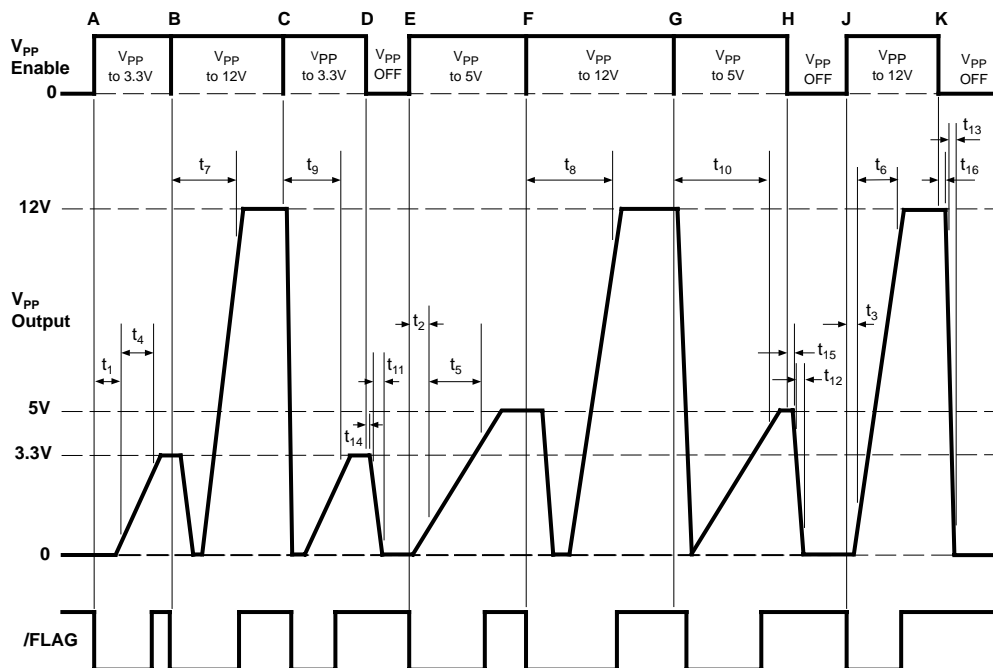 A B C D E F G H J K
VPP
Enable
0
VPP
to 3.3V
VPP
to 12V
VPP
to 3.3V
VPP
OFF
VPP
to 5V
VPP
to 12V
VPP
to 5V
VPP
OFF
VPP
to 12V
VPP
OFF
t13
t7 t9 t8 t10 t6 t16
12V
VPP
Output
t4 t2 t3
t1 t11 t5 t15
t12
5V
t14
3.3V
0
/FLAG